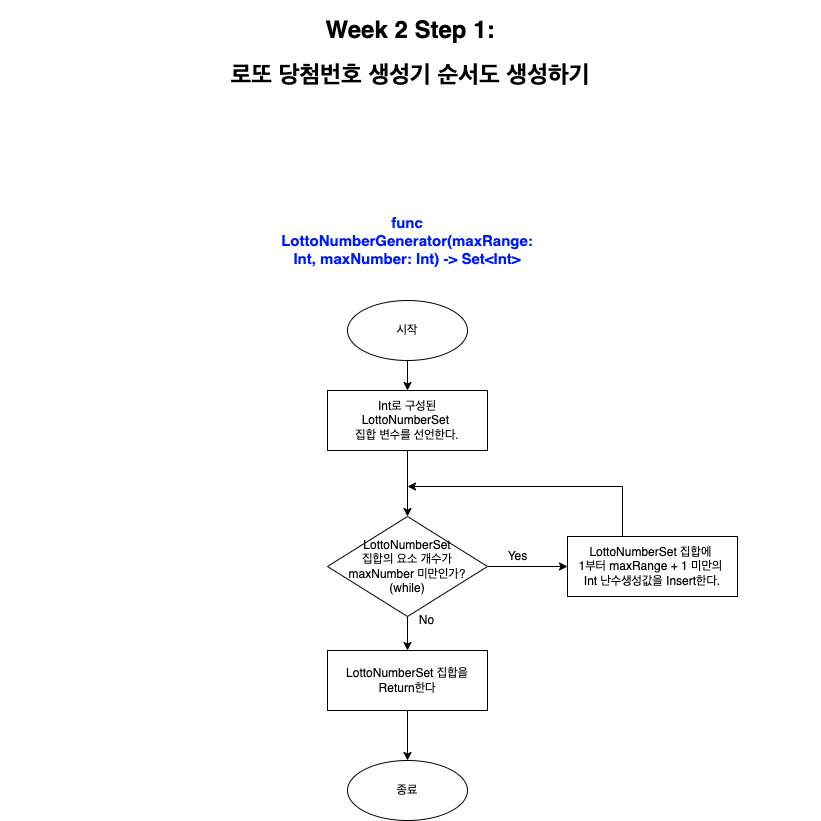 Week 2 Step 1:
로또 당첨번호 생성기 순서도 생성하기
func
LottoNumberGenerator(maxRange:
Int, maxNumber: Int) -> Set<Int>
시작
Int로 구성된
LottoNumberSet
집합 변수를 선언한다.
LottoNumberSet
집합의 요소 개수가
maxNumber 미만인가?
(while)
Yes
LottoNumberSet 집합에
1부터 maxRange + 1 미만의
Int 난수생성값을 Insert한다.
No
LottoNumberSet 집합을
Return한다
종료